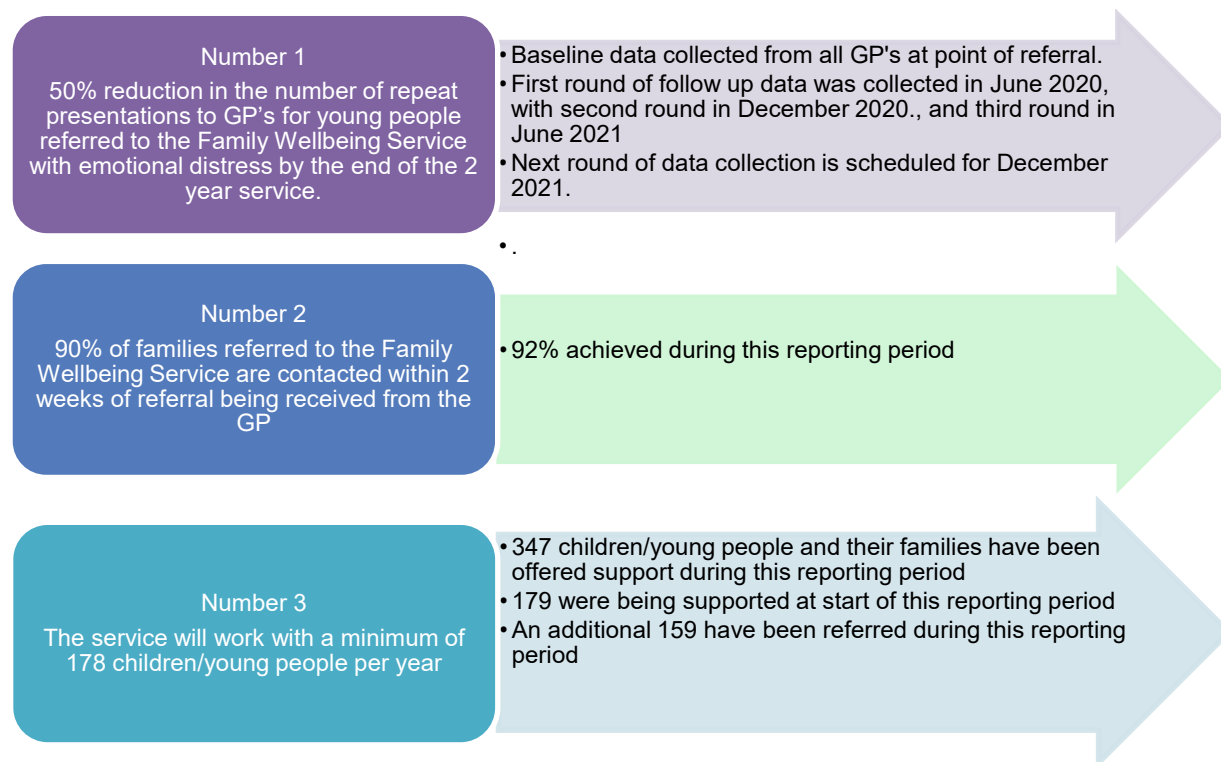 Number 1
50% reduction in the number of repeat
presentations to GP’s for young people
referred to the Family Wellbeing Service
with emotional distress by the end of the 2
year service.
• Baseline data collected from all GP's at point of referral.
• First round of follow up data was collected in June 2020,
with second round in December 2020., and third round in
June 2021
• Next round of data collection is scheduled for December
2021.
• .
Number 2
90% of families referred to the Family
Wellbeing Service are contacted within 2
weeks of referral being received from the
GP
• 92% achieved during this reporting period
Number 3
The service will work with a minimum of
178 children/young people per year
• 347 children/young people and their families have been
offered support during this reporting period
• 179 were being supported at start of this reporting period
• An additional 159 have been referred during this reporting
period